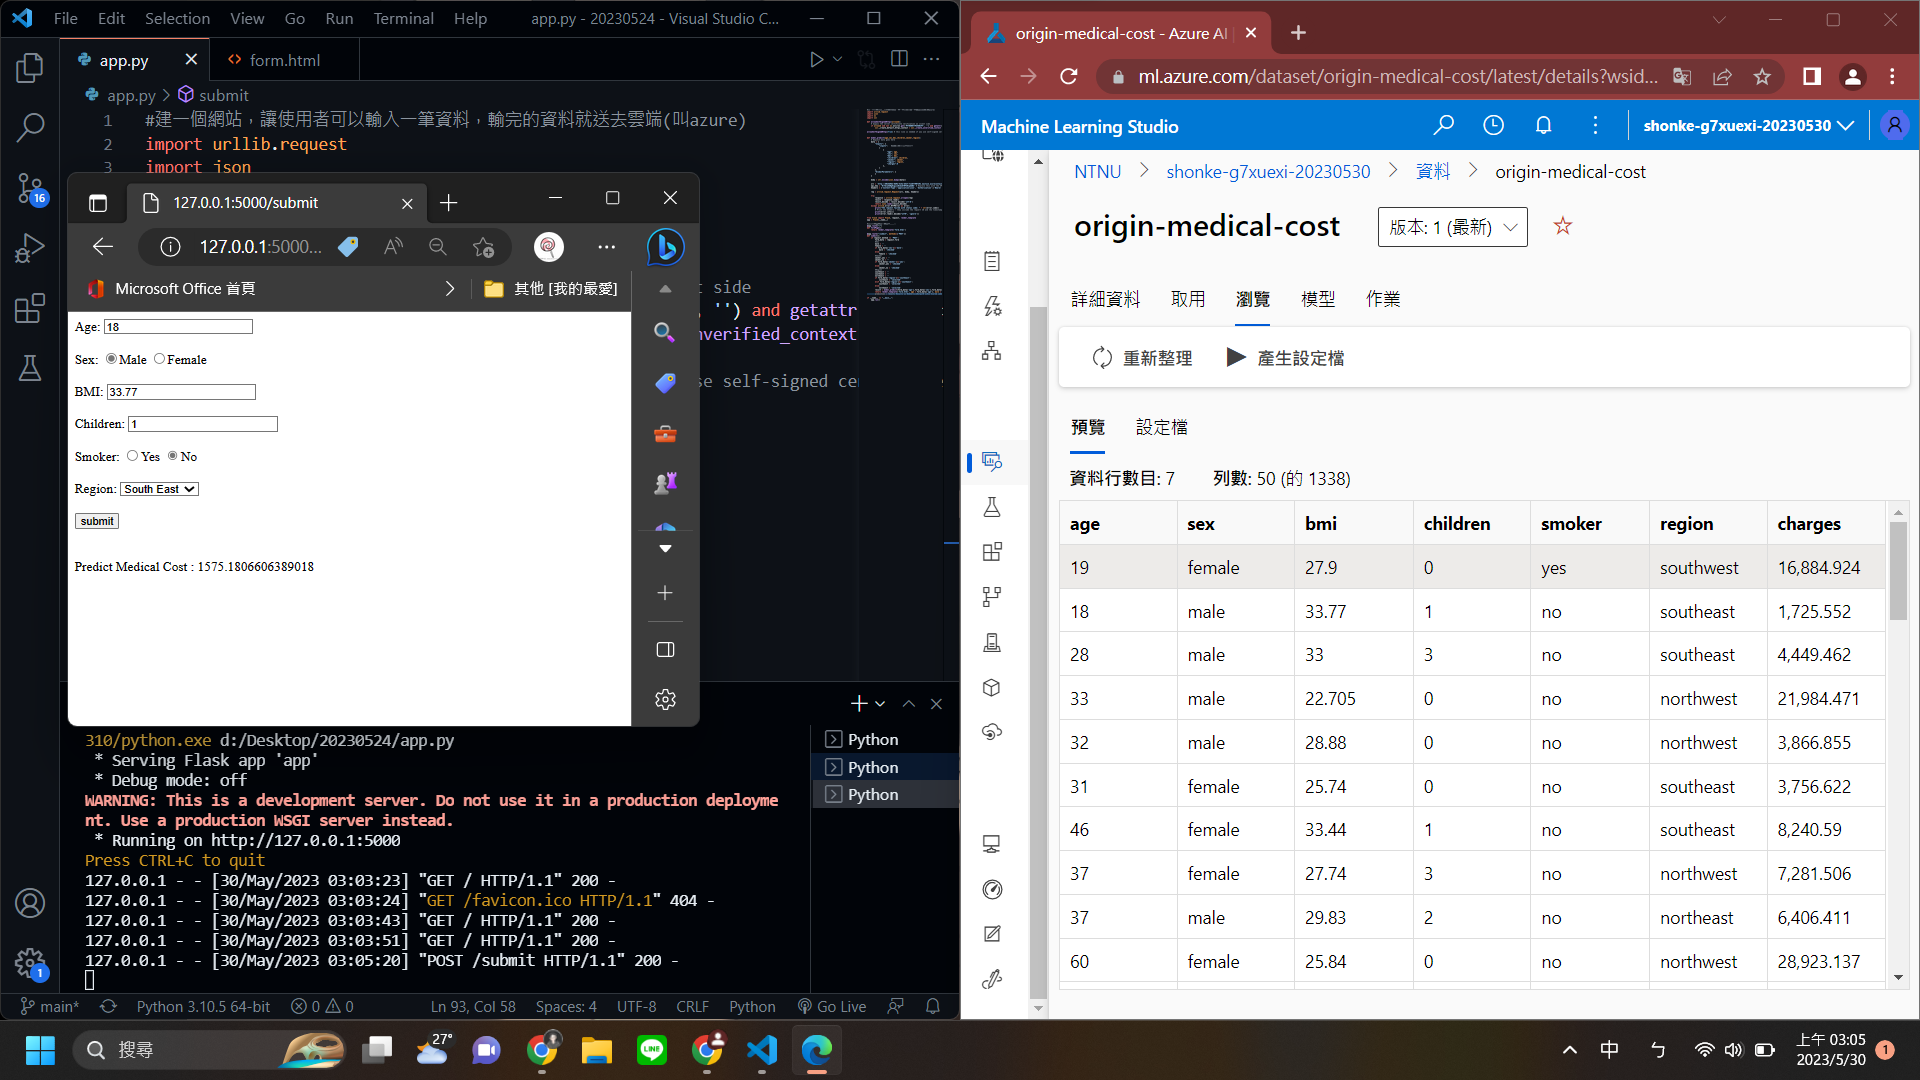 File Edit Selection View Go Run Terminal Help app.py - 20230524 - Visual Studio C...
app.py form.html
app.py > submit
1 #建一個網站，讓使用者可以輸入一筆資料，輸完的資料就送去雲端(叫azure)
2 import urllib.request
3 import json
t side
, '') and getattr
nverified_context
se self-signed ce
127.0.0.1:5000/submit
127.0.0.1:5000...
Microsoft Office 首頁
其他 [我的最愛]
Age: 18
Sex: Male Female
BMI: 33.77
Children: 1
Smoker: Yes No
Region: South East
submit
Predict Medical Cost : 1575.1806606389018
310/python.exe d:/Desktop/20230524/app.py
* Serving Flask app 'app'
* Debug mode: off
WARNING: This is a development server. Do not use it in a production deployme
nt. Use a production WSGI server instead.
* Running on http://127.0.0.1:5000
Press CTRL+C to quit
127.0.0.1 - - [30/May/2023 03:03:23] "GET / HTTP/1.1" 200 -
127.0.0.1 - - [30/May/2023 03:03:24] "GET /favicon.ico HTTP/1.1" 404 -
127.0.0.1 - - [30/May/2023 03:03:43] "GET / HTTP/1.1" 200 -
127.0.0.1 - - [30/May/2023 03:03:51] "GET / HTTP/1.1" 200 -
127.0.0.1 - - [30/May/2023 03:05:20] "POST /submit HTTP/1.1" 200 -
Python
Python
Python
16
1
main* Python 3.10.5 64-bit 0 0 Ln 93, Col 58 Spaces: 4 UTF-8 CRLF Python Go Live
origin-medical-cost - Azure AI
ml.azure.com/dataset/origin-medical-cost/latest/details?wsid...
Machine Learning Studio
shonke-g7xuexi-20230530
NTNU > shonke-g7xuexi-20230530 > 資料 > origin-medical-cost
origin-medical-cost 版本: 1 (最新)
詳細資料 取用 瀏覽 模型 作業
重新整理 產生設定檔
預覽 設定檔
資料行數目: 7 列數: 50 (的 1338)
age sex bmi children smoker region charges
19 female 27.9 0 yes southwest 16,884.924
18 male 33.77 1 no southeast 1,725.552
28 male 33 3 no southeast 4,449.462
33 male 22.705 0 no northwest 21,984.471
32 male 28.88 0 no northwest 3,866.855
31 female 25.74 0 no southeast 3,756.622
46 female 33.44 1 no southeast 8,240.59
37 female 27.74 3 no northwest 7,281.506
37 male 29.83 2 no northeast 6,406.411
60 female 25.84 0 no northwest 28,923.137
搜尋
27°
LINE
中 ㄅ
上午 03:05
2023/5/30
1